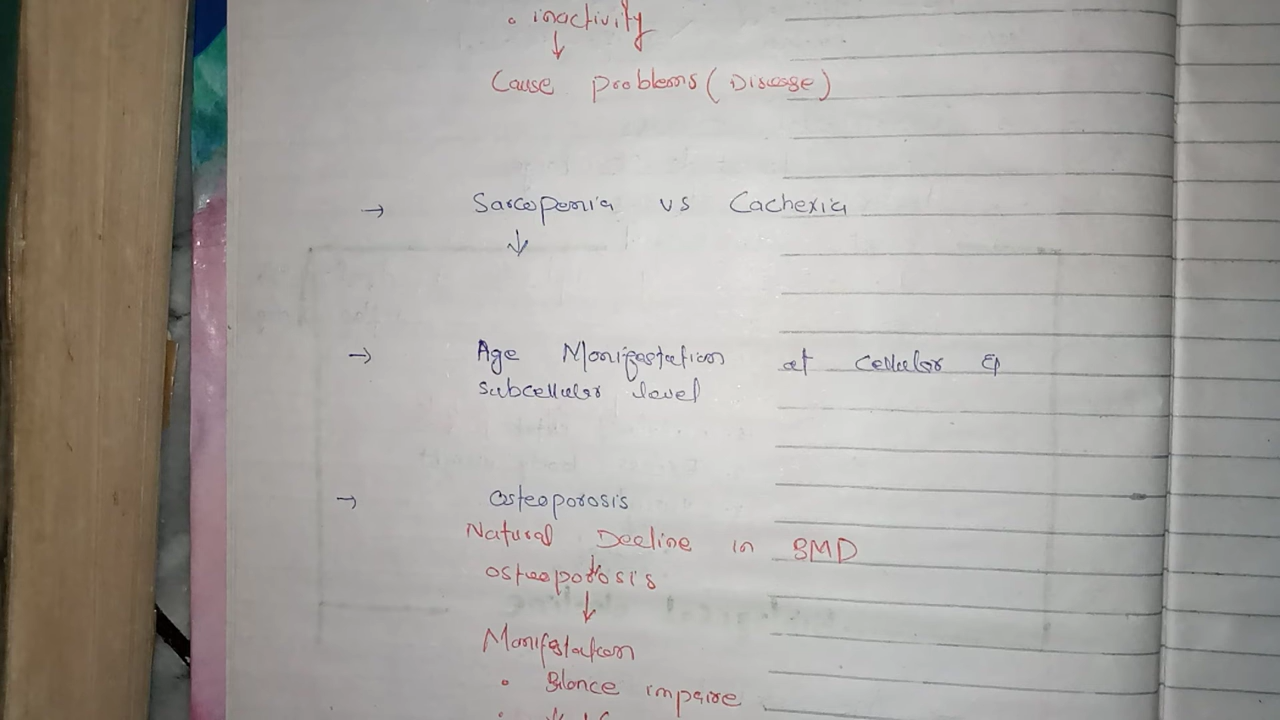 • inactivity
↓
Cause problems ( Disease )
→ Sarcopenia vs Cachexia
↓
→ Age Manifestation at cellular &
subcellular level
→ Osteoporosis
Natural Decline in BMD
↓
osteoporosis
↓
Manifestation
• Blance impaire